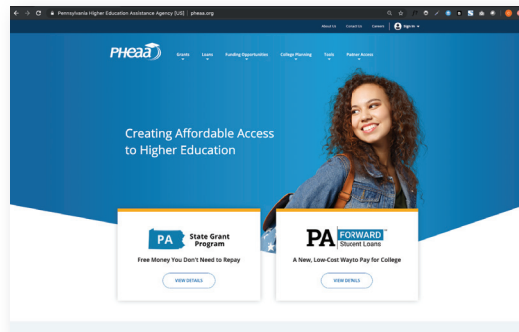 Pennsylvania Higher Education Assistance Agency [US] | pheaa.org
About Us Contact Us Careers Sign In
PHEAA
Grants Loans Funding Opportunities College Planning Tools Partner Access
Creating Affordable Access
to Higher Education
PA State Grant
Program
Free Money You Don't Need to Repay
VIEW DETAILS
PA FORWARD
Student Loans
A New, Low-Cost Way to Pay for College
VIEW DETAILS